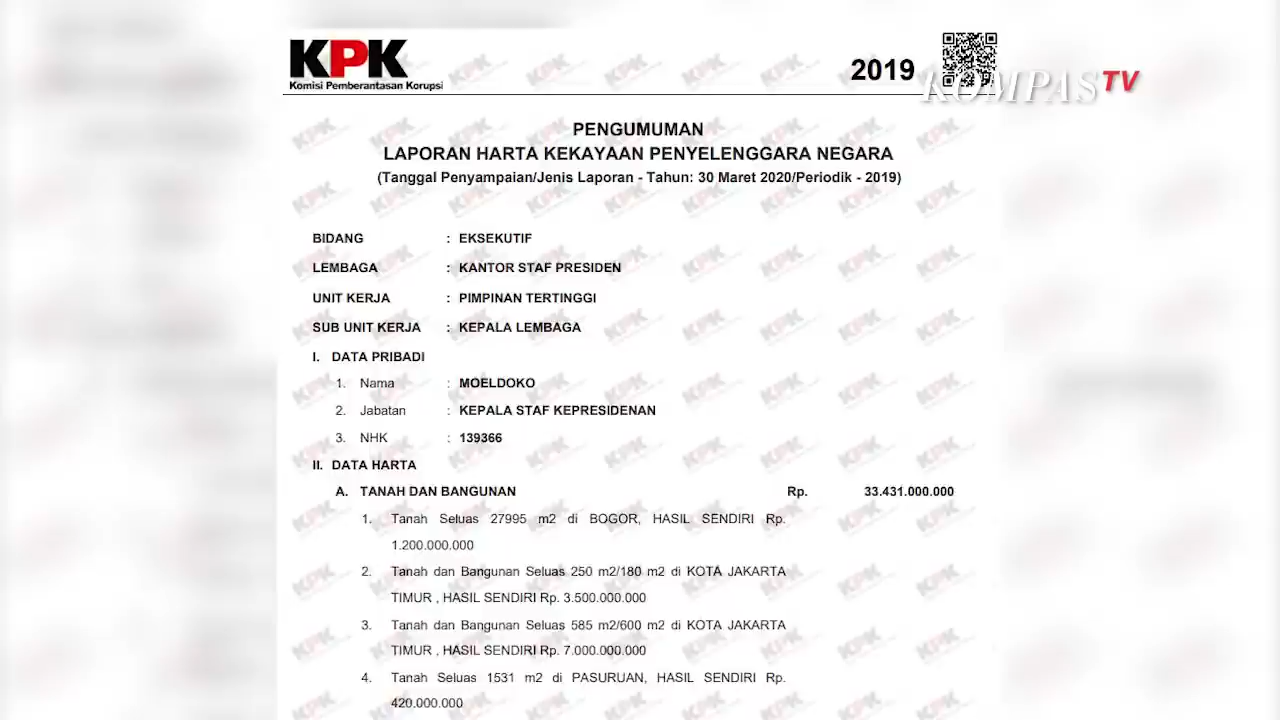 KPK
Komisi Pemberantasan Korupsi
2019
KOMPASTV
PENGUMUMAN
LAPORAN HARTA KEKAYAAN PENYELENGGARA NEGARA
(Tanggal Penyampaian/Jenis Laporan - Tahun: 30 Maret 2020/Periodik - 2019)
BIDANG : EKSEKUTIF
LEMBAGA : KANTOR STAF PRESIDEN
UNIT KERJA : PIMPINAN TERTINGGI
SUB UNIT KERJA : KEPALA LEMBAGA
I. DATA PRIBADI
1. Nama : MOELDOKO
2. Jabatan : KEPALA STAF KEPRESIDENAN
3. NHK : 139366
II. DATA HARTA
A. TANAH DAN BANGUNAN Rp. 33.431.000.000
1. Tanah Seluas 27995 m2 di BOGOR, HASIL SENDIRI Rp.
1.200.000.000
2. Tanah dan Bangunan Seluas 250 m2/180 m2 di KOTA JAKARTA
TIMUR , HASIL SENDIRI Rp. 3.500.000.000
3. Tanah dan Bangunan Seluas 585 m2/600 m2 di KOTA JAKARTA
TIMUR , HASIL SENDIRI Rp. 7.000.000.000
4. Tanah Seluas 1531 m2 di PASURUAN, HASIL SENDIRI Rp.
420.000.000